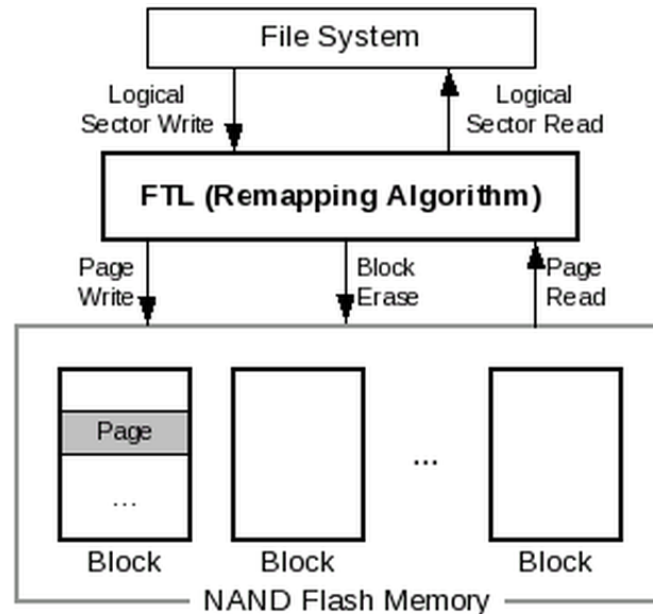 File System
Logical
Sector Write
Logical
Sector Read
FTL (Remapping Algorithm)
Page
Write
Block
Erase
Page
Read
Page
...
...
Block
Block
Block
NAND Flash Memory